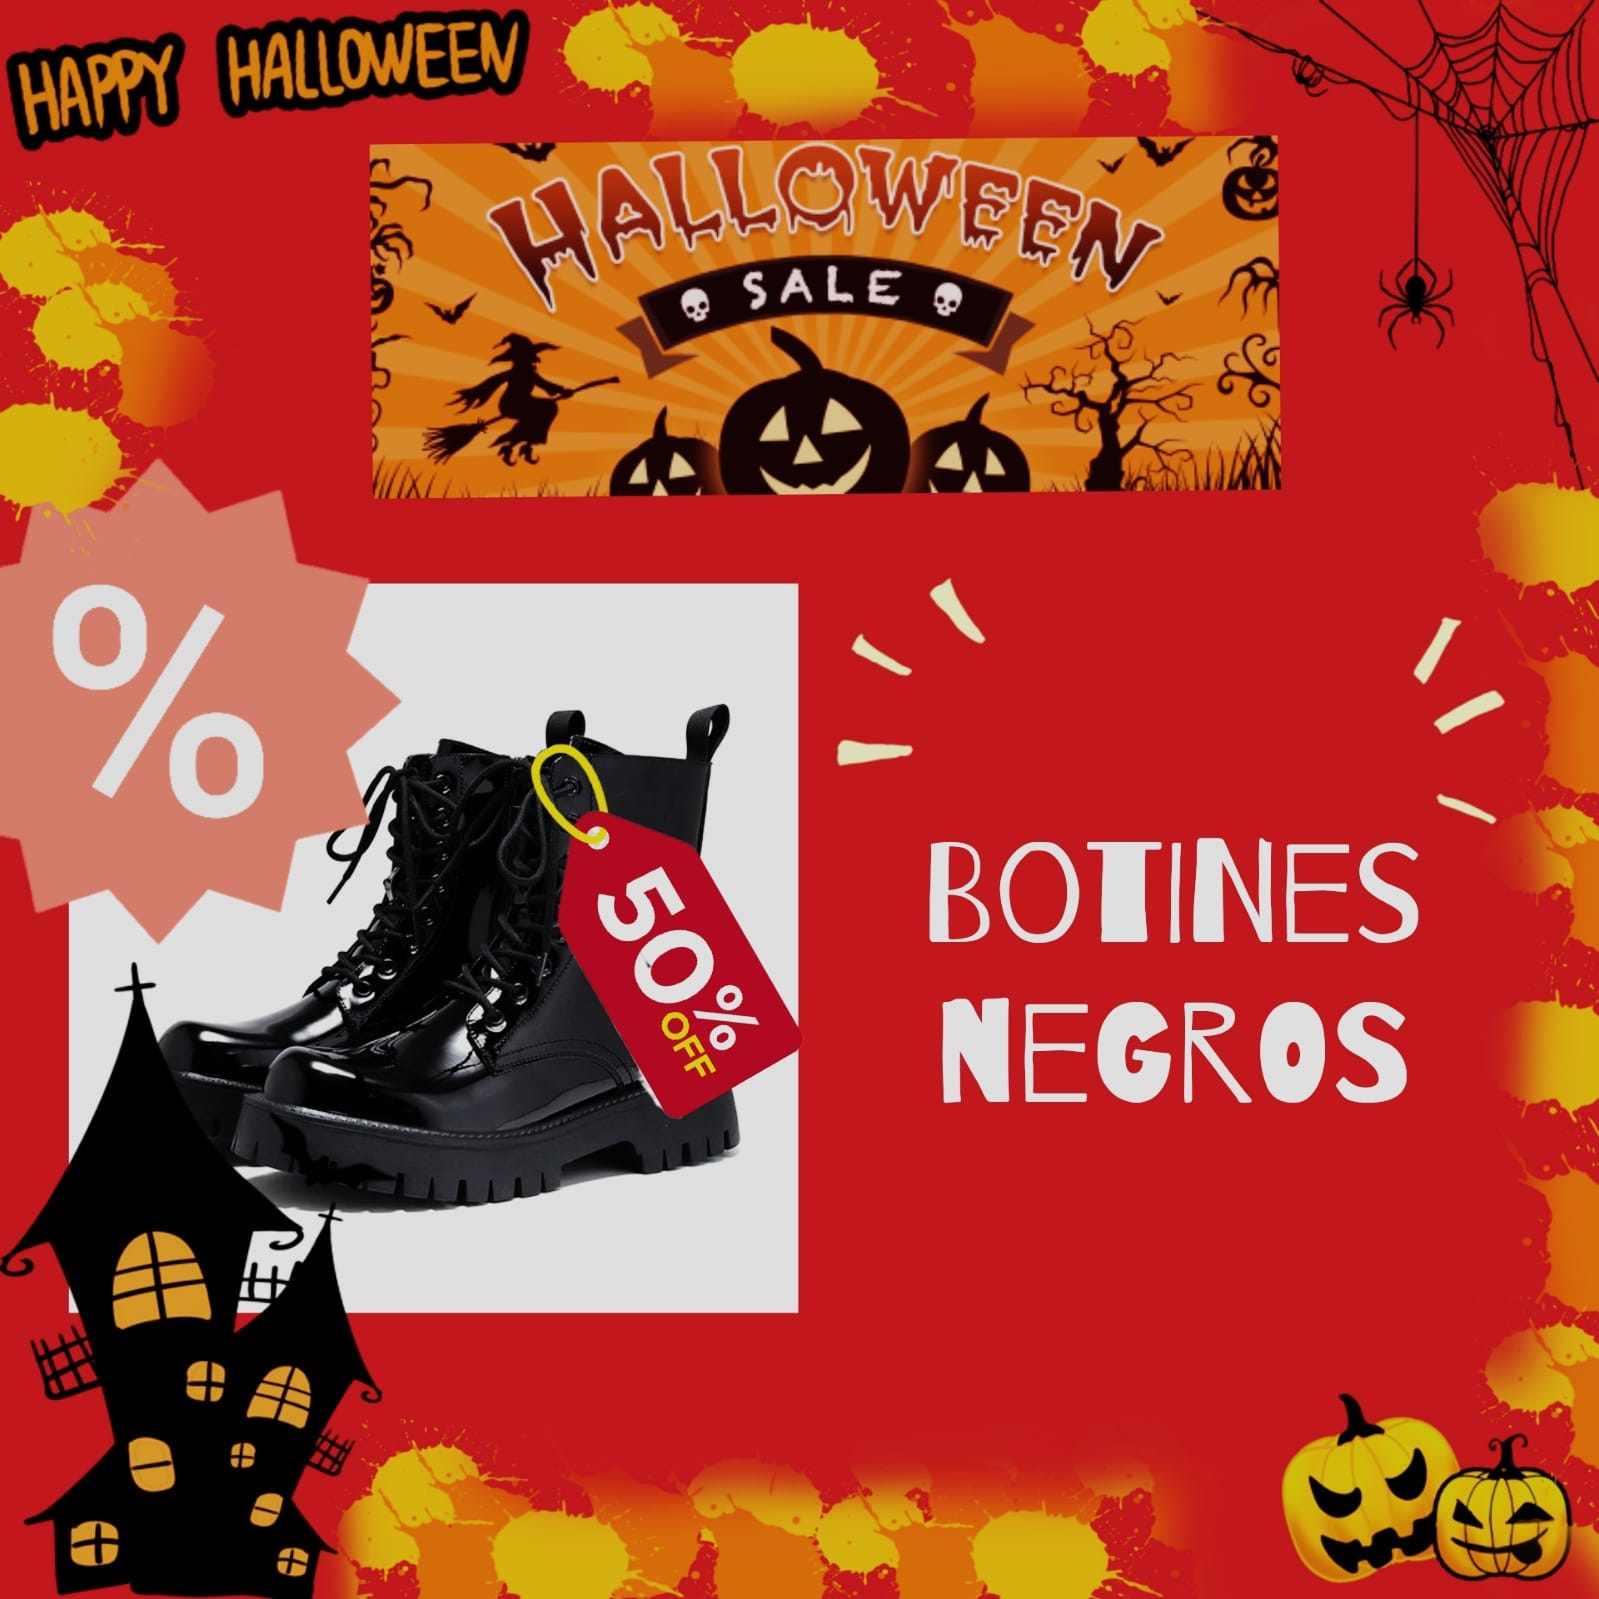 HAPPY HALLOWEEN
HALLOWEEN
SALE
%
50%
OFF
BOTINES
NEGROS